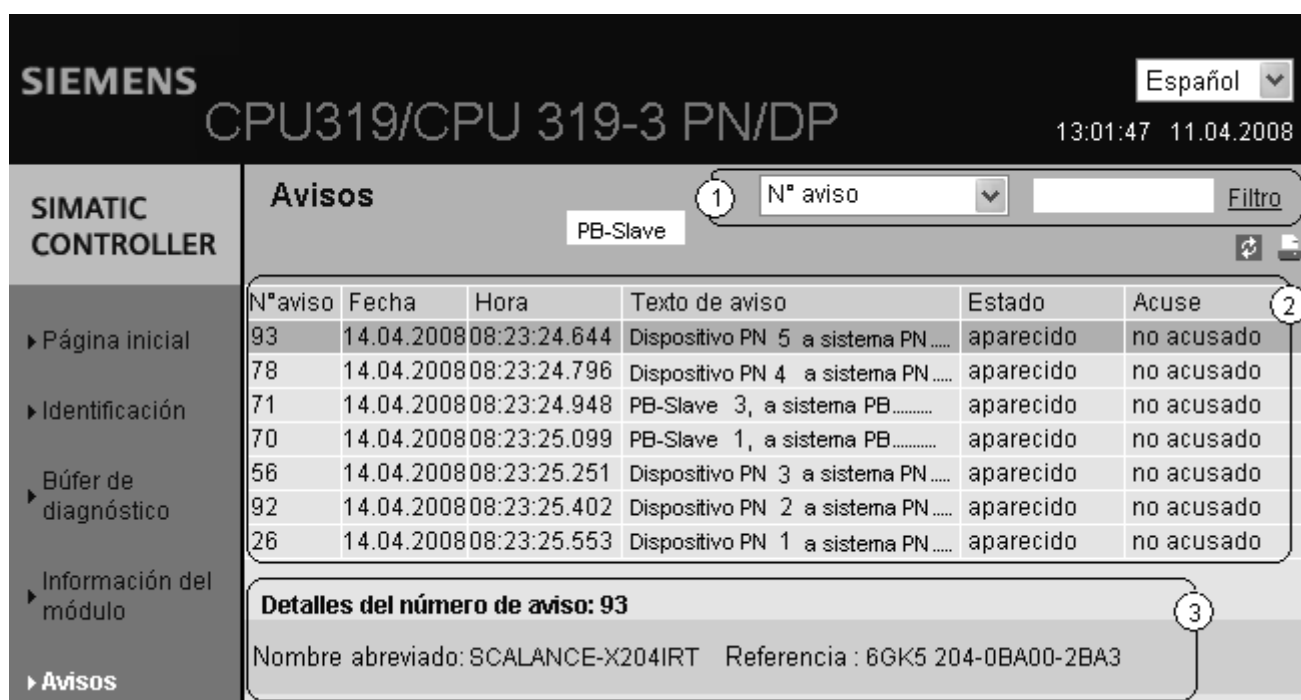 SIEMENS
CPU319/CPU 319-3 PN/DP
Español
13:01:47 11.04.2008
SIMATIC
CONTROLLER
Avisos
1
N° aviso
Filtro
PB-Slave
N°aviso Fecha Hora Texto de aviso Estado Acuse
2
93 14.04.2008 08:23:24.644 Dispositivo PN 5 a sistema PN..... aparecido no acusado
78 14.04.2008 08:23:24.796 Dispositivo PN 4 a sistema PN..... aparecido no acusado
71 14.04.2008 08:23:24.948 PB-Slave 3, a sistema PB......... aparecido no acusado
70 14.04.2008 08:23:25.099 PB-Slave 1, a sistema PB.......... aparecido no acusado
56 14.04.2008 08:23:25.251 Dispositivo PN 3 a sistema PN..... aparecido no acusado
92 14.04.2008 08:23:25.402 Dispositivo PN 2 a sistema PN..... aparecido no acusado
26 14.04.2008 08:23:25.553 Dispositivo PN 1 a sistema PN..... aparecido no acusado
Página inicial
Identificación
Búfer de
diagnóstico
Información del
módulo
Avisos
Detalles del número de aviso: 93
3
Nombre abreviado: SCALANCE-X204IRT Referencia : 6GK5 204-0BA00-2BA3